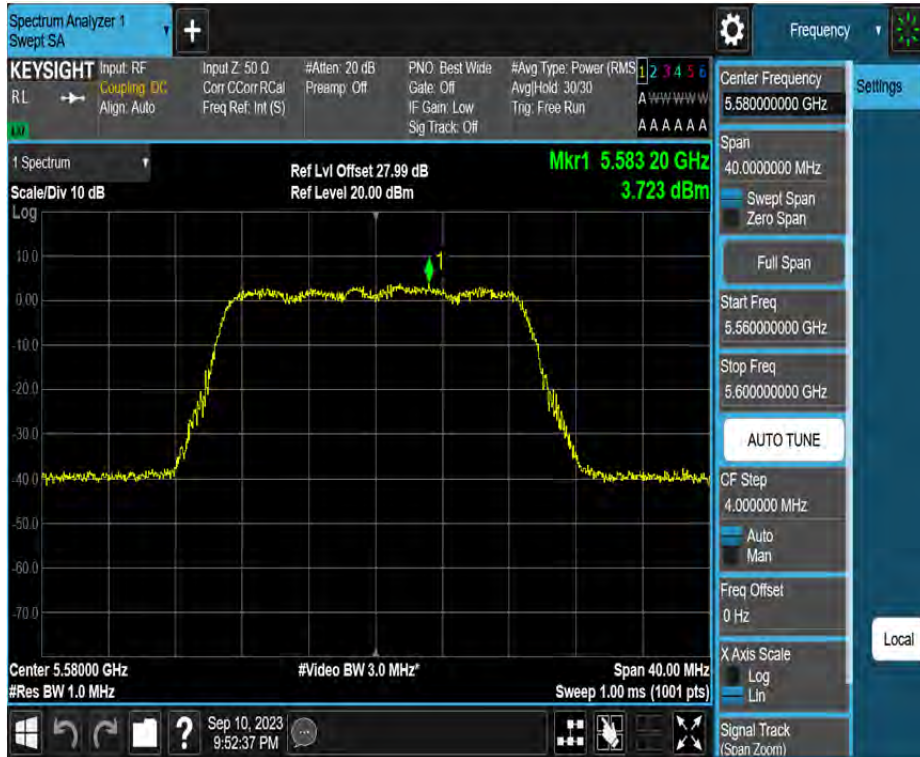 Spectrum Analyzer 1
Swept SA
Frequency
KEYSIGHT
RL
Input: RF
Coupling: DC
Align: Auto
Input Z: 50 Ω
Corr CCorr RCal
Freq Ref: Int (S)
#Atten: 20 dB
Preamp: Off
PNO: Best Wide
Gate: Off
IF Gain: Low
Sig Track: Off
#Avg Type: Power (RMS
Avg|Hold: 30/30
Trig: Free Run
1 2 3 4 5 6
A W W W W W
A A A A A A
1 Spectrum
Scale/Div 10 dB
Log
Ref Lvl Offset 27.99 dB
Ref Level 20.00 dBm
Mkr1 5.583 20 GHz
3.723 dBm
1
10.0
0.00
-10.0
-20.0
-30.0
-40.0
-50.0
-60.0
-70.0
Center 5.58000 GHz
#Res BW 1.0 MHz
#Video BW 3.0 MHz*
Span 40.00 MHz
Sweep 1.00 ms (1001 pts)
Sep 10, 2023
9:52:37 PM
?
Center Frequency
5.580000000 GHz
Settings
Span
40.0000000 MHz
Swept Span
Zero Span
Full Span
Start Freq
5.560000000 GHz
Stop Freq
5.600000000 GHz
AUTO TUNE
CF Step
4.000000 MHz
Auto
Man
Freq Offset
0 Hz
X Axis Scale
Log
Lin
Local
Signal Track
(Span Zoom)